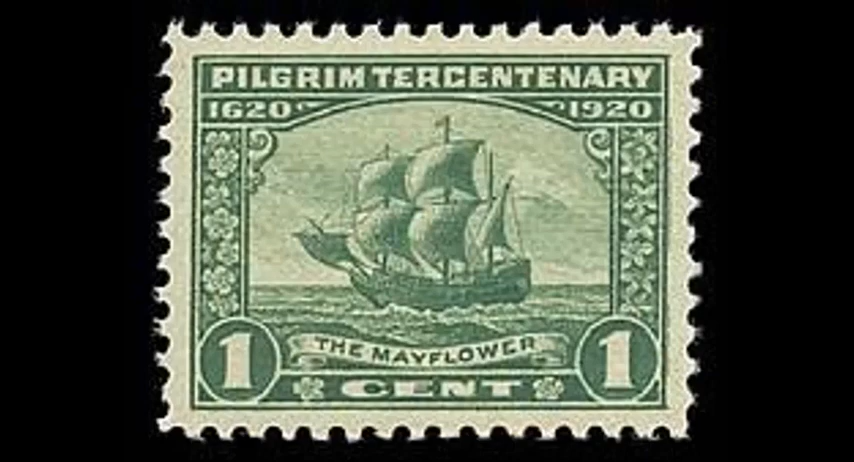 PILGRIM TERCENTENARY
1620 1920
THE MAYFLOWER
1 CENT 1